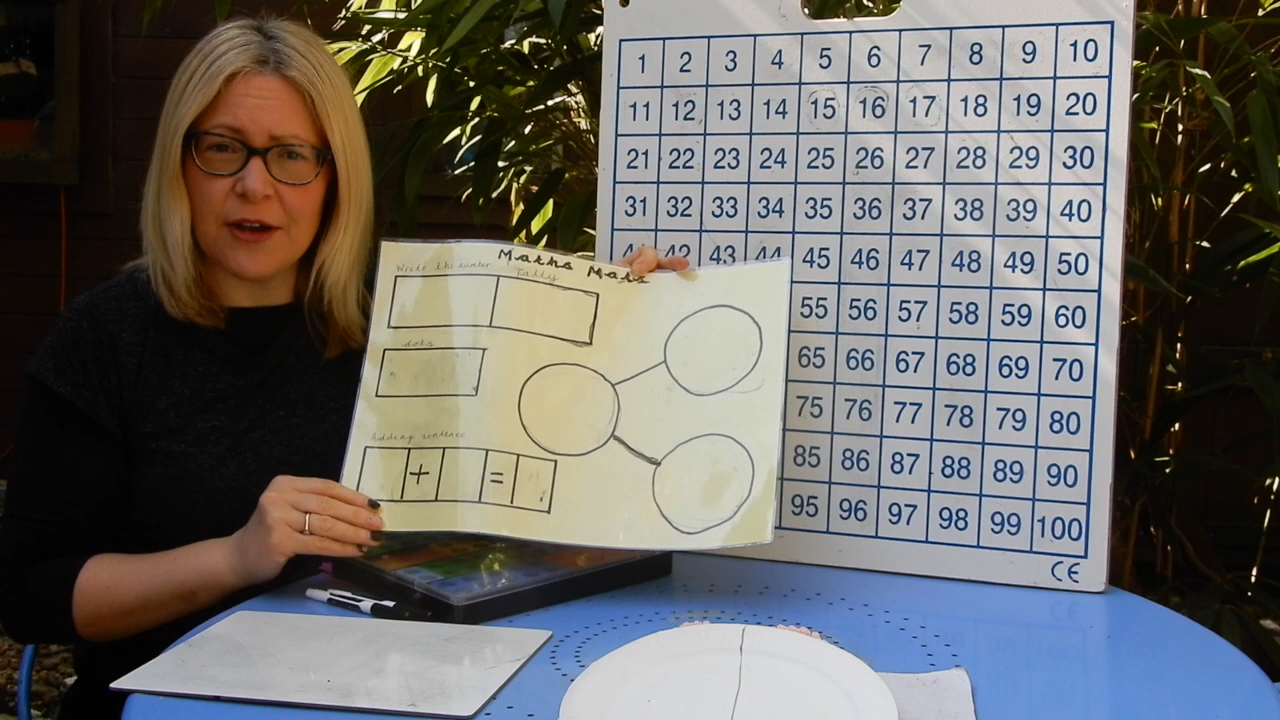 1 2 3 4 5 6 7 8 9 10
11 12 13 14 15 16 17 18 19 20
21 22 23 24 25 26 27 28 29 30
31 32 33 34 35 36 37 38 39 40
42 43 44 45 46 47 48 49 50
55 56 57 58 59 60
65 66 67 68 69 70
75 76 77 78 79 80
85 86 87 88 89 90
95 96 97 98 99 100
CE
Maths Mat
Write the number Tally
dots
Adding sentence
+ =